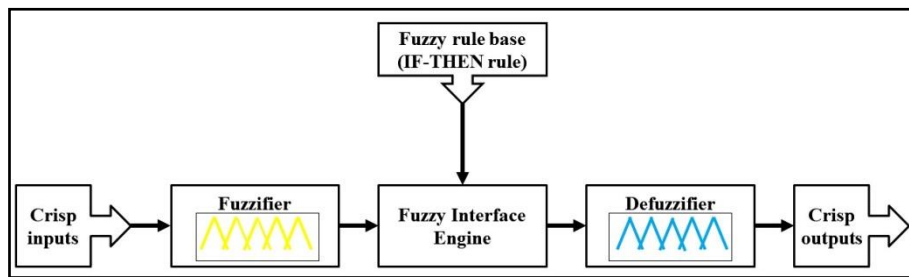 Fuzzy rule base
(IF-THEN rule)
Crisp
inputs
Fuzzifier
Fuzzy Interface
Engine
Defuzzifier
Crisp
outputs